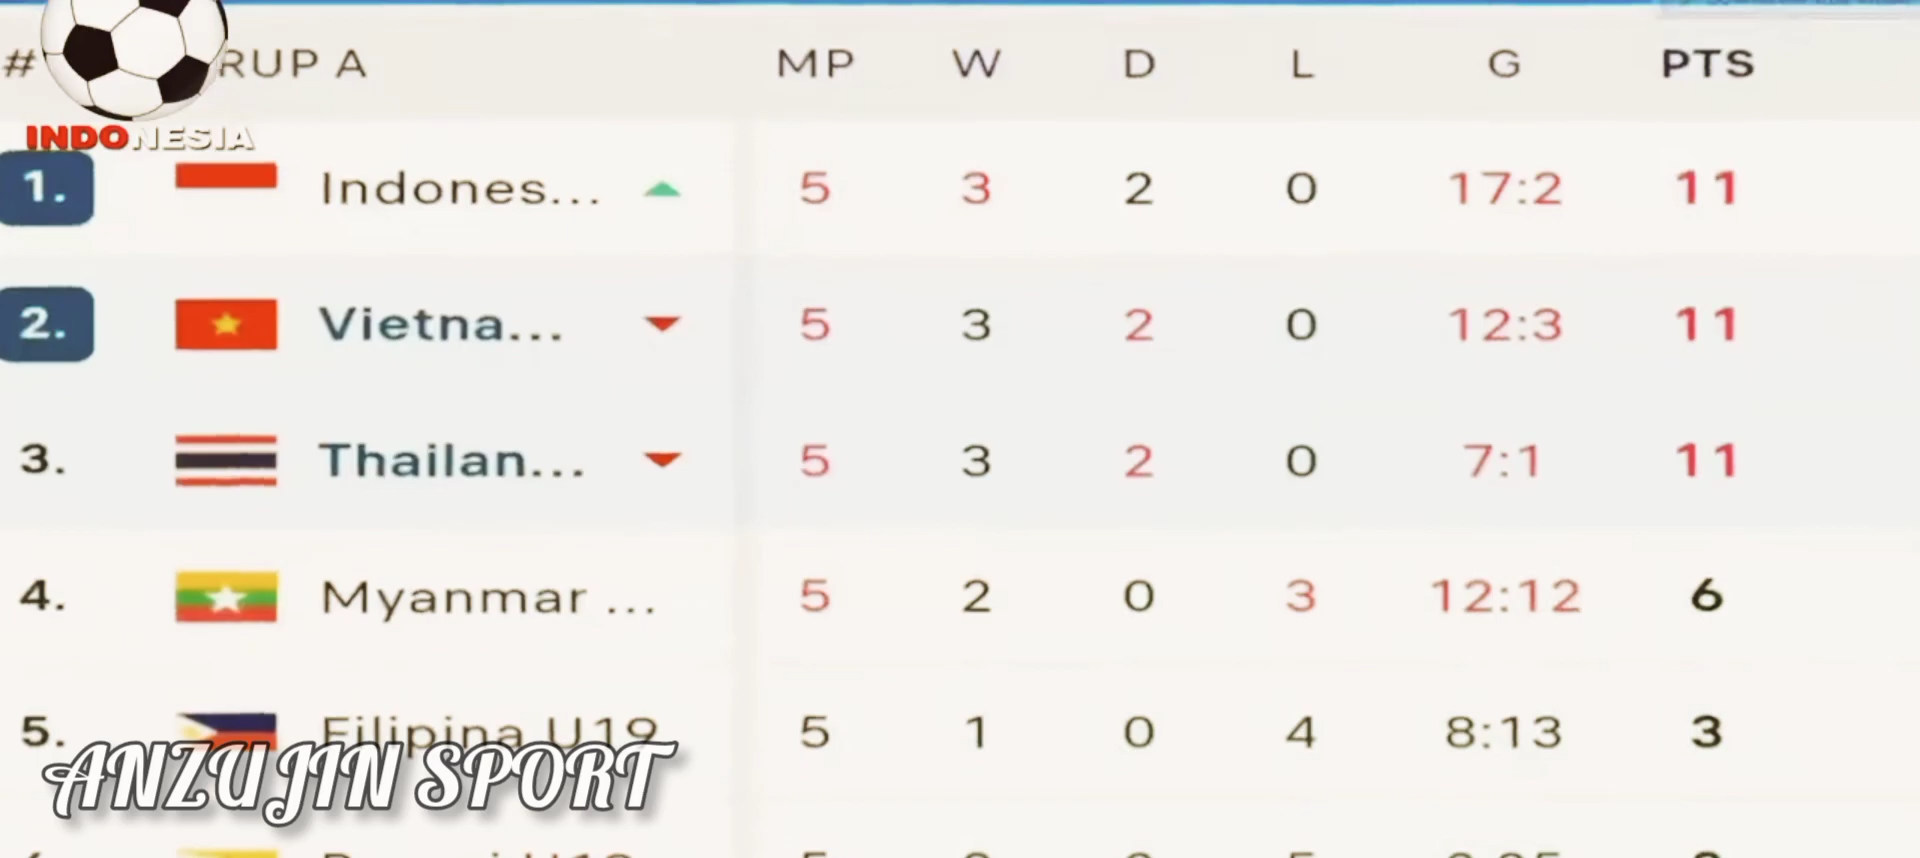 # RUP A MP W D L G PTS
INDONESIA
1. Indones... 5 3 2 0 17:2 11
2. Vietna... 5 3 2 0 12:3 11
3. Thailan... 5 3 2 0 7:1 11
4. Myanmar ... 5 2 0 3 12:12 6
5. Filipina U19 5 1 0 4 8:13 3
ANZUJIN SPORT